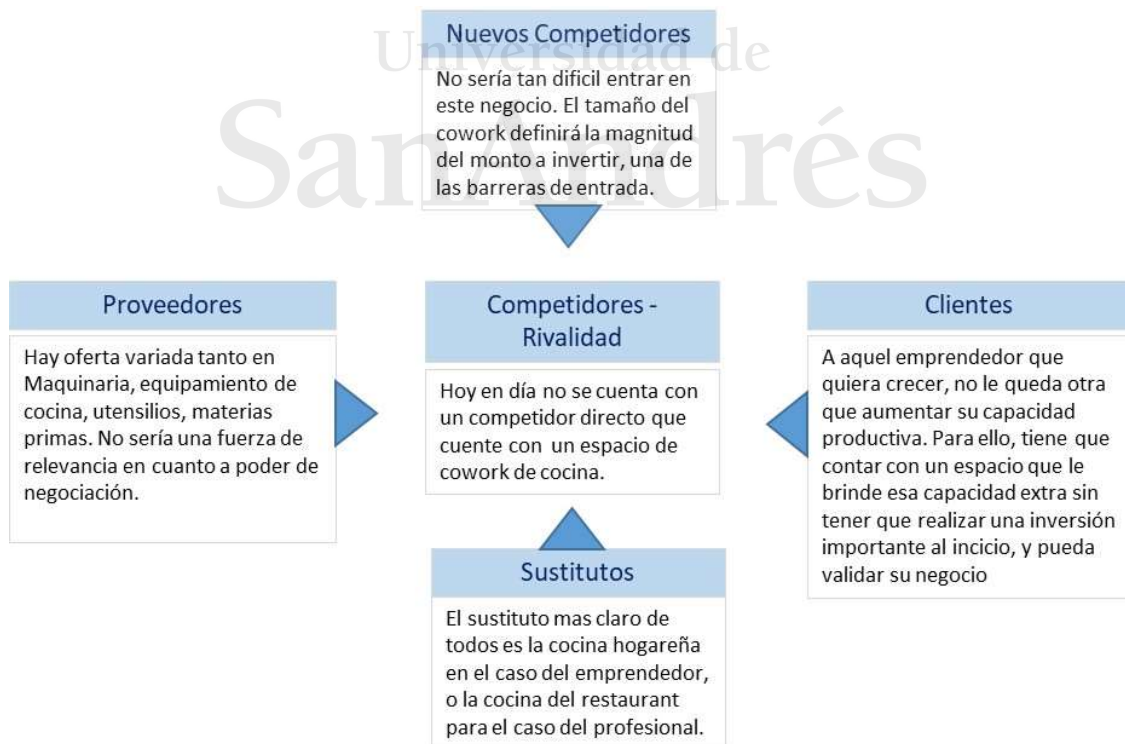 Universidad de
SanAndrés
Nuevos Competidores
No sería tan dificil entrar en
este negocio. El tamaño del
cowork definirá la magnitud
del monto a invertir, una de
las barreras de entrada.
Proveedores
Hay oferta variada tanto en
Maquinaria, equipamiento de
cocina, utensilios, materias
primas. No sería una fuerza de
relevancia en cuanto a poder de
negociación.
Competidores -
Rivalidad
Hoy en día no se cuenta con
un competidor directo que
cuente con un espacio de
cowork de cocina.
Clientes
A aquel emprendedor que
quiera crecer, no le queda otra
que aumentar su capacidad
productiva. Para ello, tiene que
contar con un espacio que le
brinde esa capacidad extra sin
tener que realizar una inversión
importante al incicio, y pueda
validar su negocio
Sustitutos
El sustituto mas claro de
todos es la cocina hogareña
en el caso del emprendedor,
o la cocina del restaurant
para el caso del profesional.